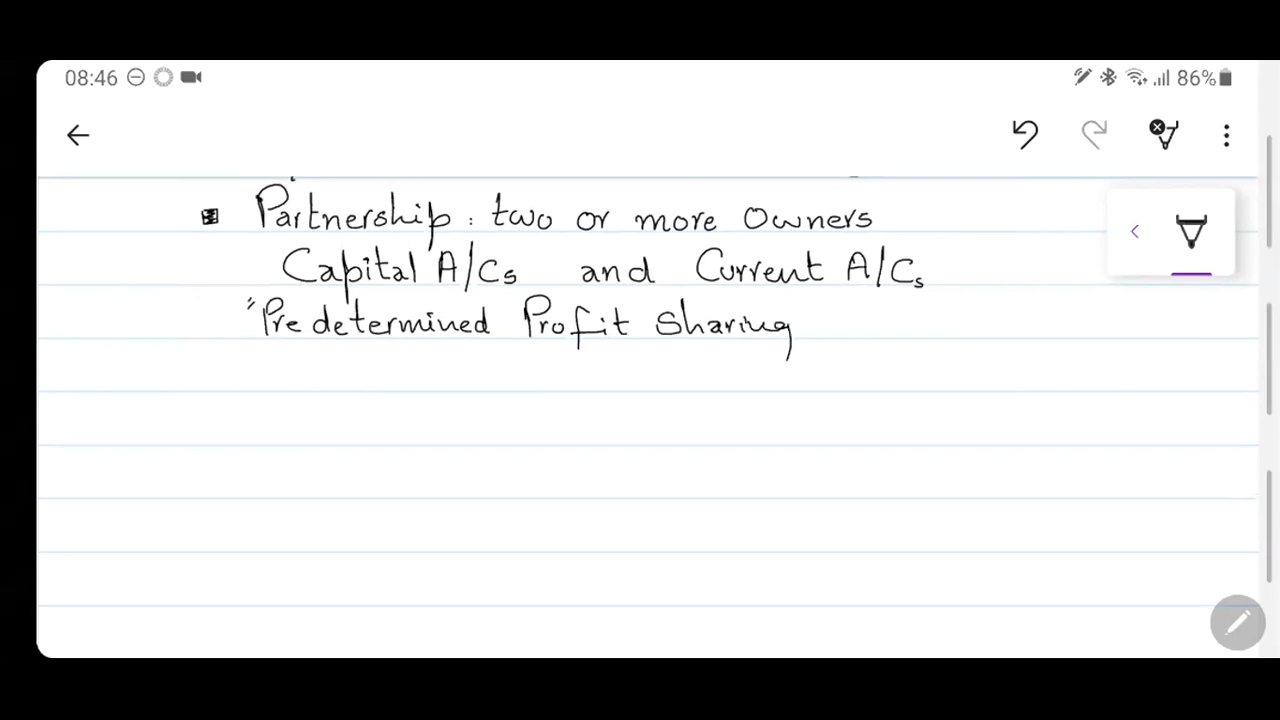 08:46 86%
Partnership : two or more Owners
Capital A/Cs and Current A/Cs
"Predetermined Profit Sharing